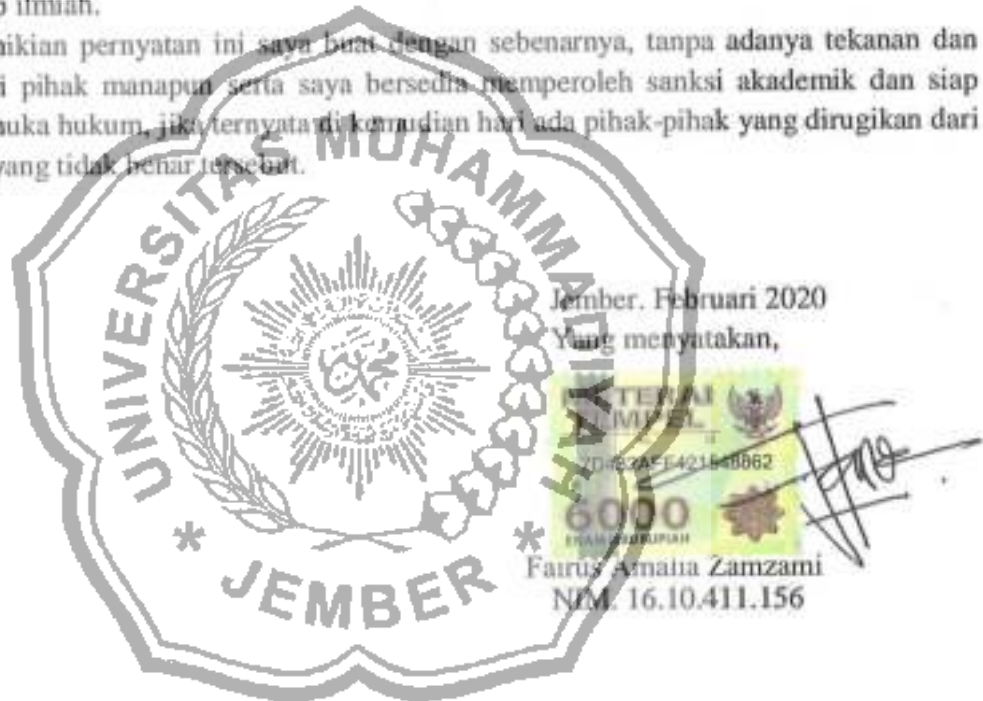 ilmiah.
ikian pernyatan ini saya buat dengan sebenarnya, tanpa adanya tekanan dan
i pihak manapun serta saya bersedia memperoleh sanksi akademik dan siap
uka hukum, jika ternyata di kemudian hari ada pihak-pihak yang dirugikan dari
yang tidak benar tersebut.
UNIVERSITAS MUHAMMADIYAH
* JEMBER *
Jember. Februari 2020
Yang menyatakan,
METERAI
TEMPEL
6000
ENAM RIBU RUPIAH
Fairus Amalia Zamzami
NIM. 16.10.411.156